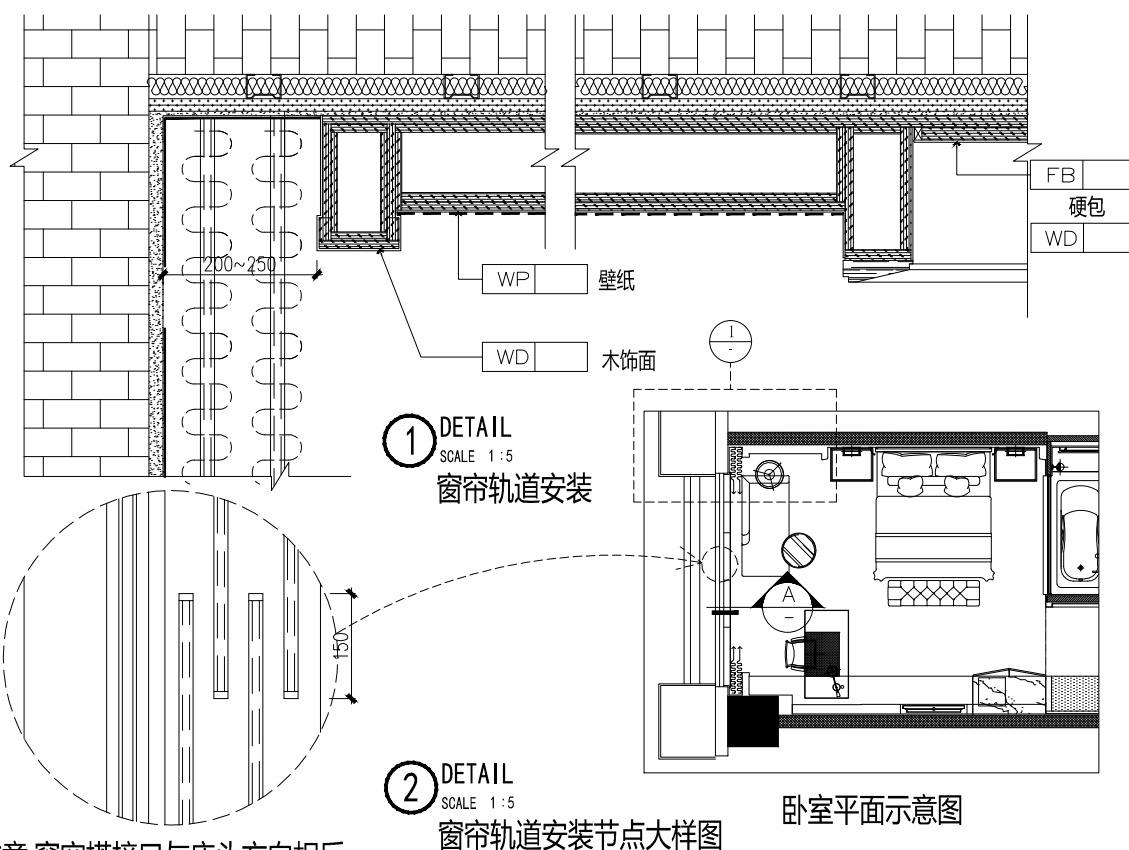 FB
硬包
WD
200~250
WP 壁纸
WD 木饰面
1
-
1 DETAIL
SCALE 1:5
窗帘轨道安装
A
-
150
2 DETAIL
SCALE 1:5
窗帘轨道安装节点大样图
卧室平面示意图